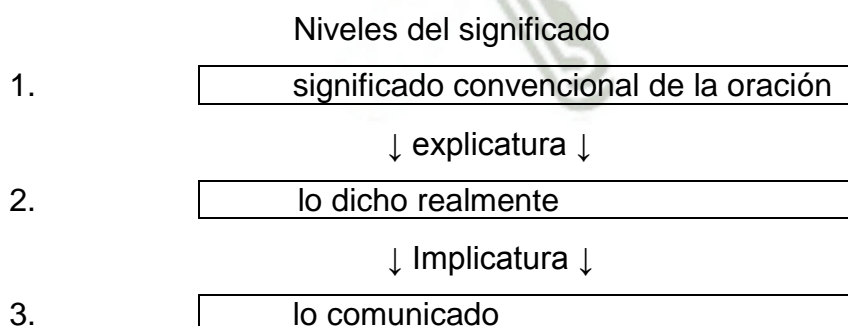 Niveles del significado
1. significado convencional de la oración
↓ explicatura ↓
2. lo dicho realmente
↓ Implicatura ↓
3. lo comunicado